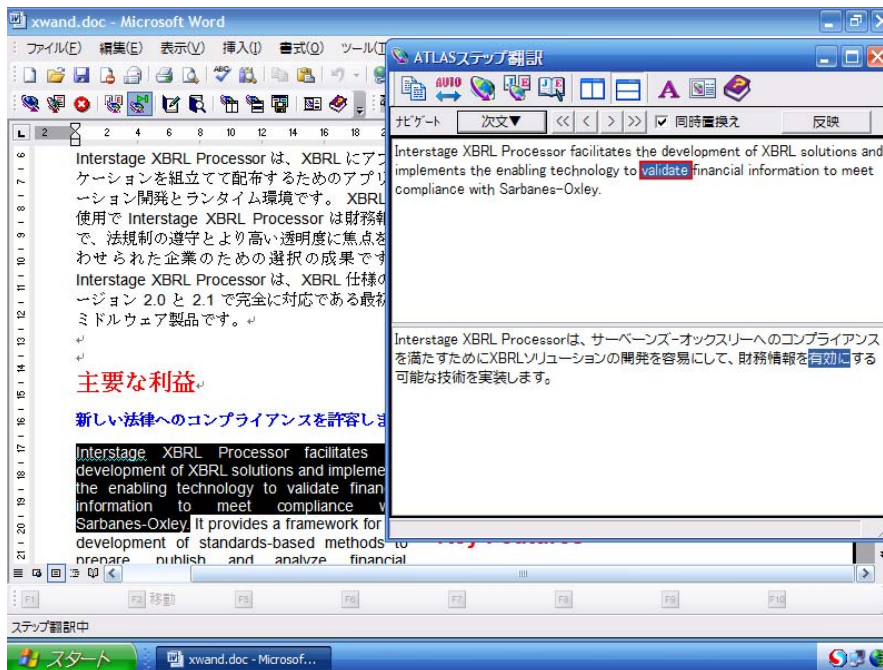 xwand.doc - Microsoft Word
ファイル(F) 編集(E) 表示(V) 挿入(I) 書式(O) ツール(T)
ATLASステップ翻訳
AUTO
ナビゲート 次文▼ << < > >> 同時置換え 反映
L 2 2 4 6 8 10 12 14 16 18
Interstage XBRL Processor facilitates the development of XBRL solutions and
implements the enabling technology to validate financial information to meet
compliance with Sarbanes-Oxley.
Interstage XBRL Processorは、サーベーンズ-オックスリーへのコンプライアンス
を満たすためにXBRLソリューションの開発を容易にして、財務情報を有効にする
可能な技術を実装します。
Interstage XBRL Processor は、XBRL にアプ
ケーションを組立てて配布するためのアプリ
ーション開発とランタイム環境です。 XBRL
使用で Interstage XBRL Processor は財務報
で、法規制の遵守とより高い透明度に焦点を
わせられた企業のための選択の成果です
Interstage XBRL Processor は、XBRL 仕様の
ージョン 2.0 と 2.1 で完全に対応である最初
ミドルウェア製品です。
主要な利益
新しい法律へのコンプライアンスを許容しま
Interstage XBRL Processor facilitates
development of XBRL solutions and impleme
the enabling technology to validate finan
information to meet compliance w
Sarbanes-Oxley. It provides a framework for
development of standards-based methods to
prepare, publish and analyze financial
F1 F2 移動 F5 F6 F7 F8 F9 F10
ステップ翻訳中
スタート xwand.doc - Microsof...